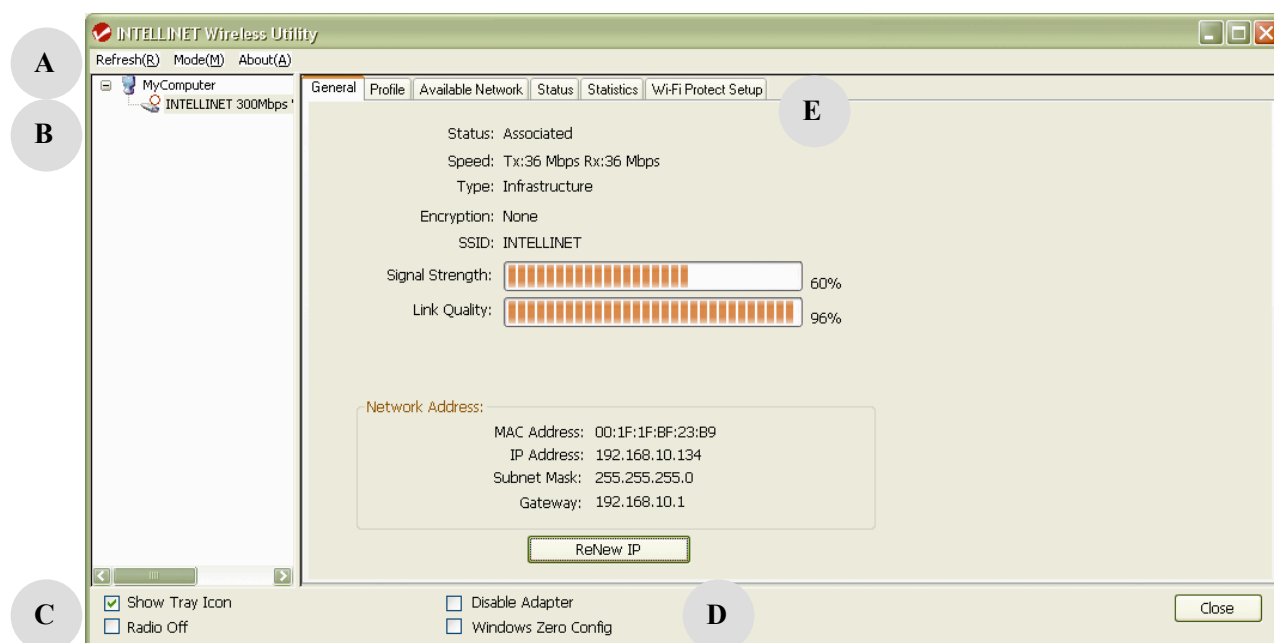 INTELLINET Wireless Utility
A
Refresh(R) Mode(M) About(A)
MyComputer
INTELLINET 300Mbps
B
General Profile Available Network Status Statistics Wi-Fi Protect Setup
E
Status: Associated
Speed: Tx:36 Mbps Rx:36 Mbps
Type: Infrastructure
Encryption: None
SSID: INTELLINET
Signal Strength: 60%
Link Quality: 96%
Network Address:
MAC Address: 00:1F:1F:BF:23:B9
IP Address: 192.168.10.134
Subnet Mask: 255.255.255.0
Gateway: 192.168.10.1
ReNew IP
C
Show Tray Icon Disable Adapter
Radio Off Windows Zero Config
D
Close